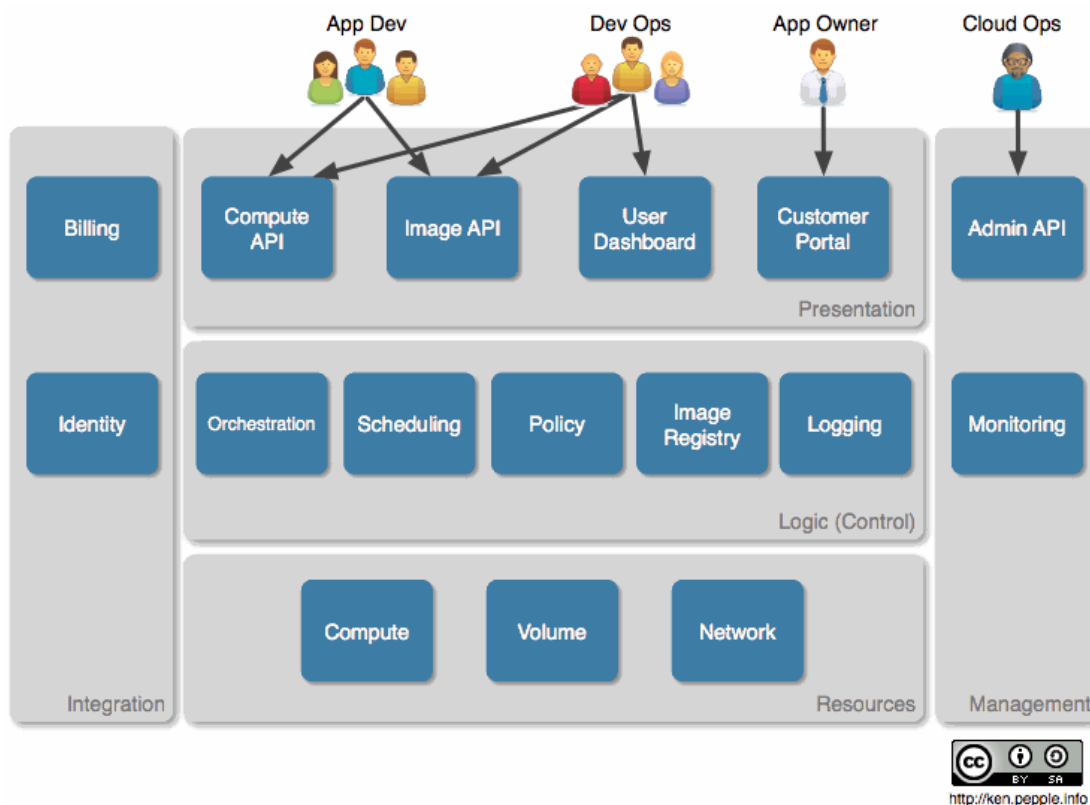 App Dev
Dev Ops
App Owner
Cloud Ops
Billing
Compute
API
Image API
User
Dashboard
Customer
Portal
Admin API
Presentation
Identity
Orchestration
Scheduling
Policy
Image
Registry
Logging
Monitoring
Logic (Control)
Compute
Volume
Network
Integration
Resources
Management
cc
BY SA
http://ken.pepple.info